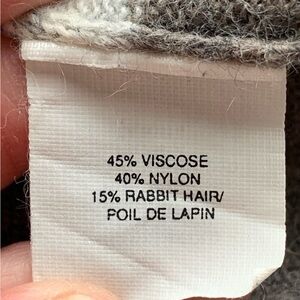 45% VISCOSE
40% NYLON
15% RABBIT HAIR/
POIL DE LAPIN